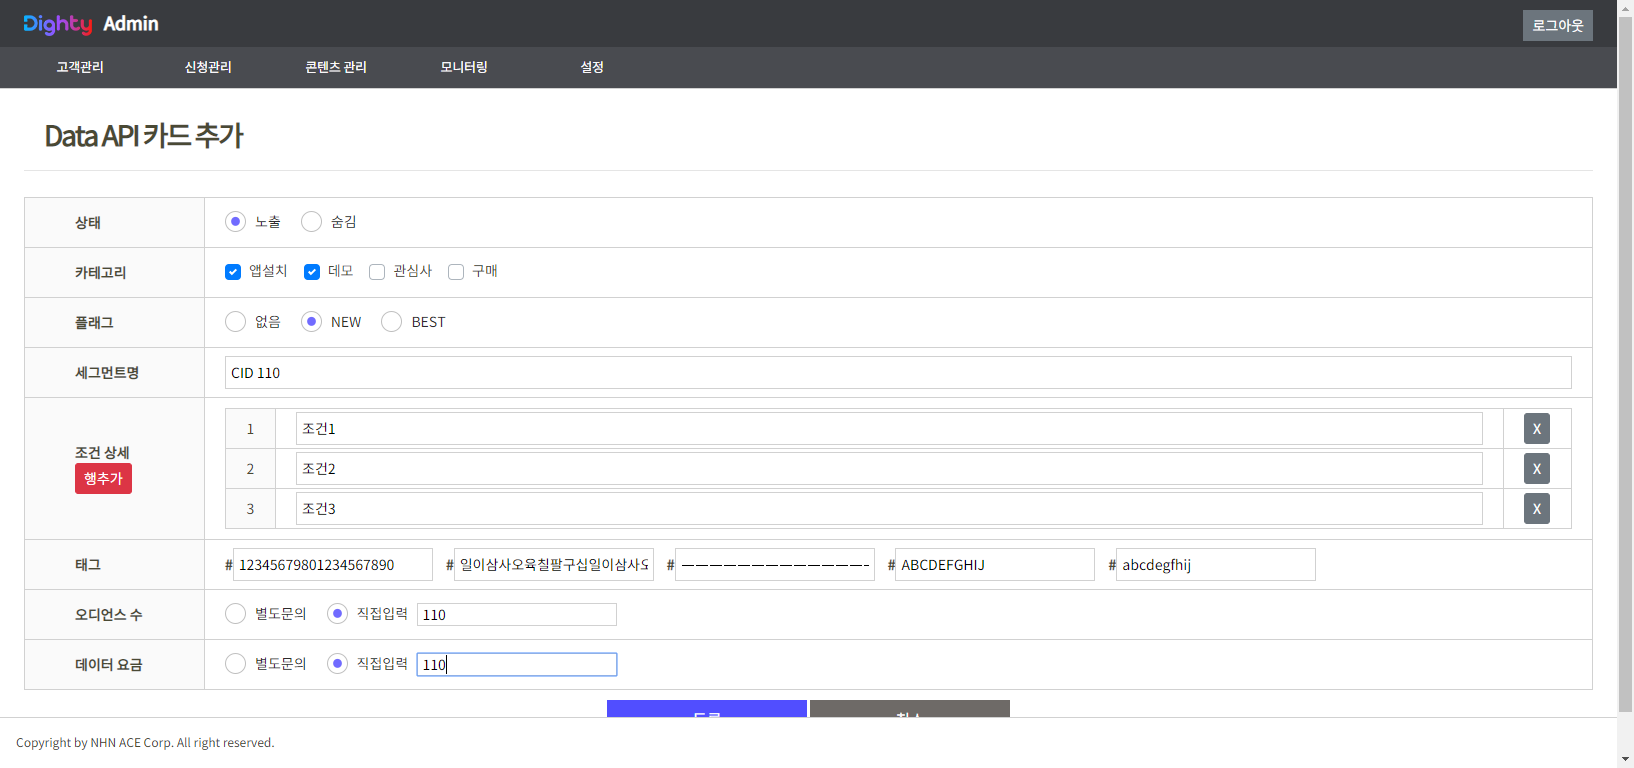 Dighty Admin
로그아웃
고객관리 신청관리 콘텐츠 관리 모니터링 설정
Data API 카드 추가
상태 노출 숨김
카테고리 앱설치 데모 관심사 구매
플래그 없음 NEW BEST
세그먼트명 CID 110
조건 상세
행추가
1 조건1 X
2 조건2 X
3 조건3 X
태그 # 12345679801234567890 # 일이삼사오육칠팔구십일이삼사오 # ㅡㅡㅡㅡㅡㅡㅡㅡㅡㅡㅡㅡㅡ- # ABCDEFGHIJ # abcdegfhij
오디언스 수 별도문의 직접입력 110
데이터 요금 별도문의 직접입력 110
Copyright by NHN ACE Corp. All right reserved.